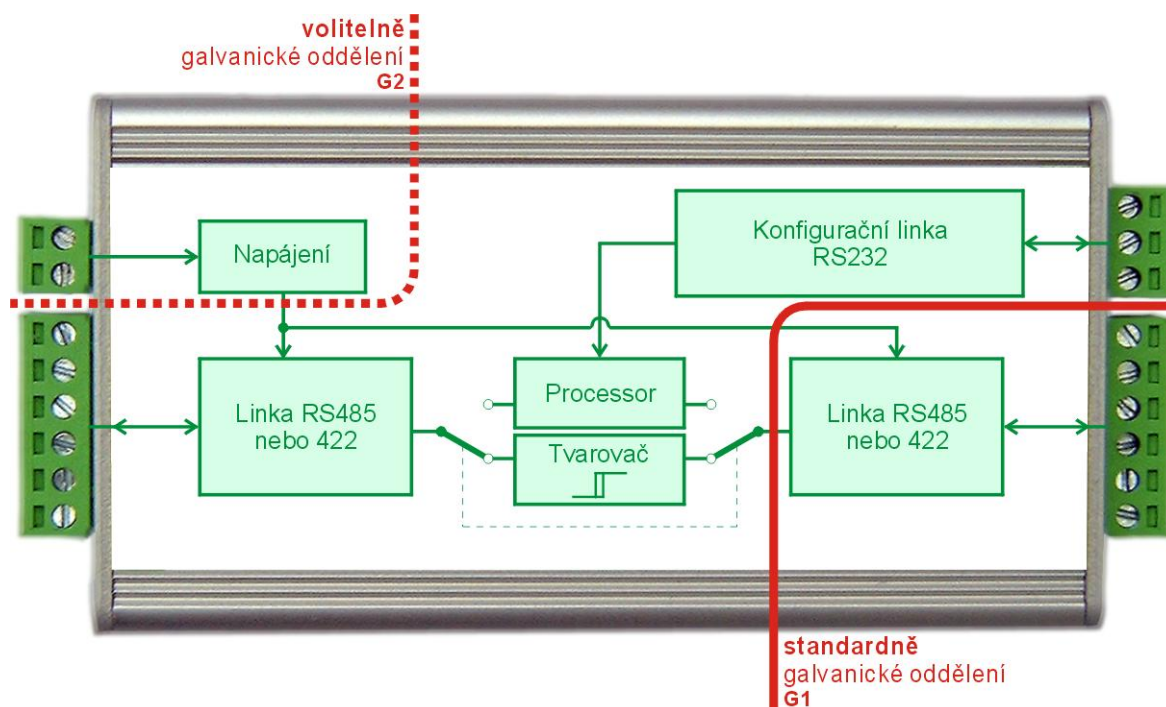 volitelně
galvanické oddělení
G2
Napájení
Konfigurační linka
RS232
Linka RS485
nebo 422
Processor
Tvarovač
Linka RS485
nebo 422
standardně
galvanické oddělení
G1